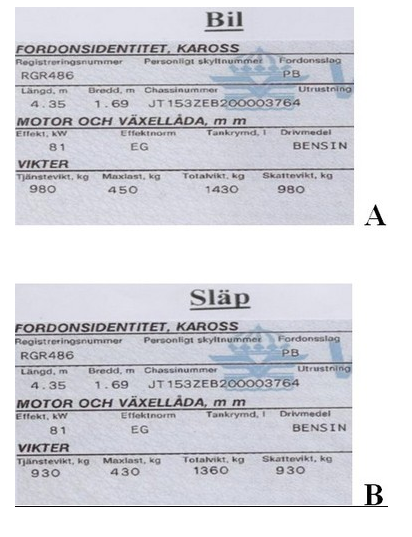 Bil
FORDONSIDENTITET, KAROSS
Registreringsnummer Personligt skyltnummer Fordonsslag
RGR486 PB
Längd, m Bredd, m Chassinummer Utrustning
4.35 1.69 JT153ZEB200003764
MOTOR OCH VÄXELLÅDA, m m
Effekt, kW Effektnorm Tankrymd, l Drivmedel
81 EG BENSIN
VIKTER
Tjänstevikt, kg Maxlast, kg Totalvikt, kg Skattevikt, kg
980 450 1430 980
A
Släp
FORDONSIDENTITET, KAROSS
Registreringsnummer Personligt skyltnummer Fordonsslag
RGR486 PB
Längd, m Bredd, m Chassinummer Utrustning
4.35 1.69 JT153ZEB200003764
MOTOR OCH VÄXELLÅDA, m m
Effekt, kW Effektnorm Tankrymd, l Drivmedel
81 EG BENSIN
VIKTER
Tjänstevikt, kg Maxlast, kg Totalvikt, kg Skattevikt, kg
930 430 1360 930
B